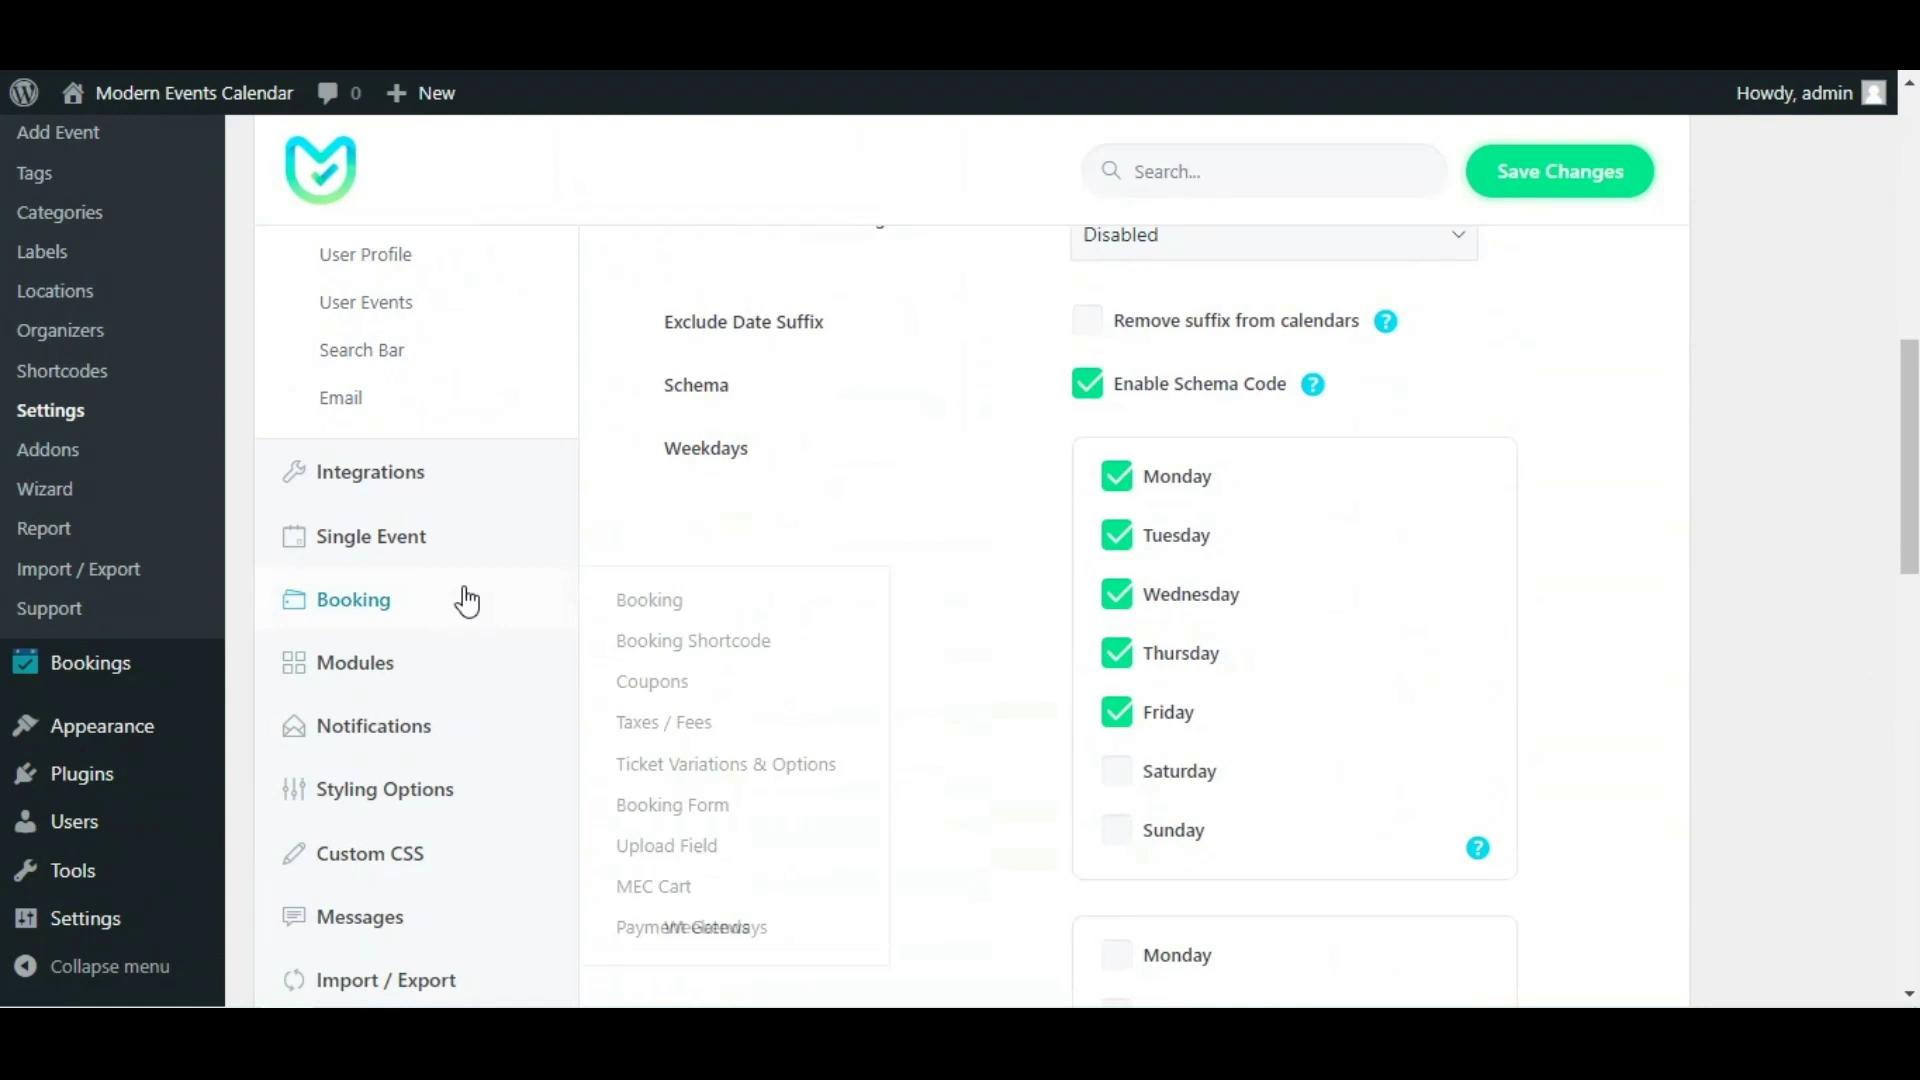 Modern Events Calendar
0
New
Howdy, admin
Add Event
Tags
Categories
Labels
Locations
Organizers
Shortcodes
Settings
Addons
Wizard
Report
Import / Export
Support
Bookings
Appearance
Plugins
Users
Tools
Settings
Collapse menu
Search...
Save Changes
User Profile
User Events
Search Bar
Email
Integrations
Single Event
Booking
Modules
Notifications
Styling Options
Custom CSS
Messages
Import / Export
Booking
Booking Shortcode
Coupons
Taxes / Fees
Ticket Variations & Options
Booking Form
Upload Field
MEC Cart
Disabled
Exclude Date Suffix
Remove suffix from calendars ?
Schema
Enable Schema Code ?
Weekdays
Monday
Tuesday
Wednesday
Thursday
Friday
Saturday
Sunday
?
Monday